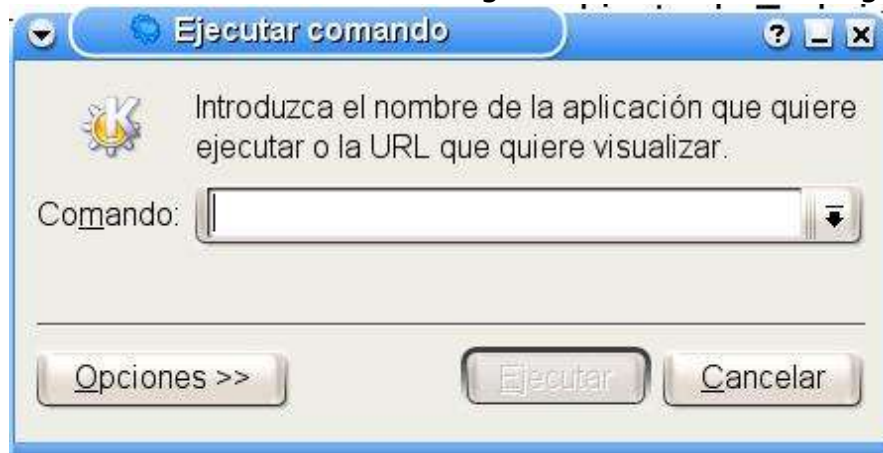 Ejecutar comando
Introduzca el nombre de la aplicación que quiere
ejecutar o la URL que quiere visualizar.
Comando:
Opciones >>
Ejecutar
Cancelar